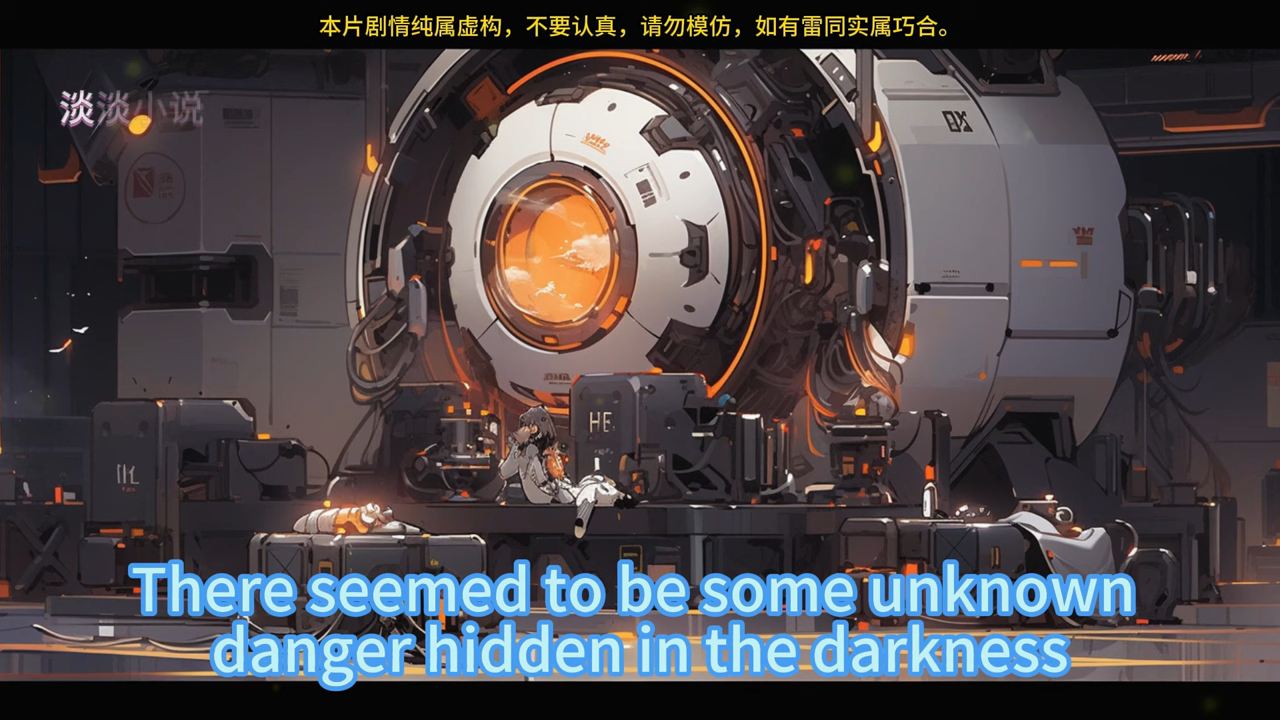 本片剧情纯属虚构，不要认真，请勿模仿，如有雷同实属巧合。
淡淡小说
HE
There seemed to be some unknown
danger hidden in the darkness